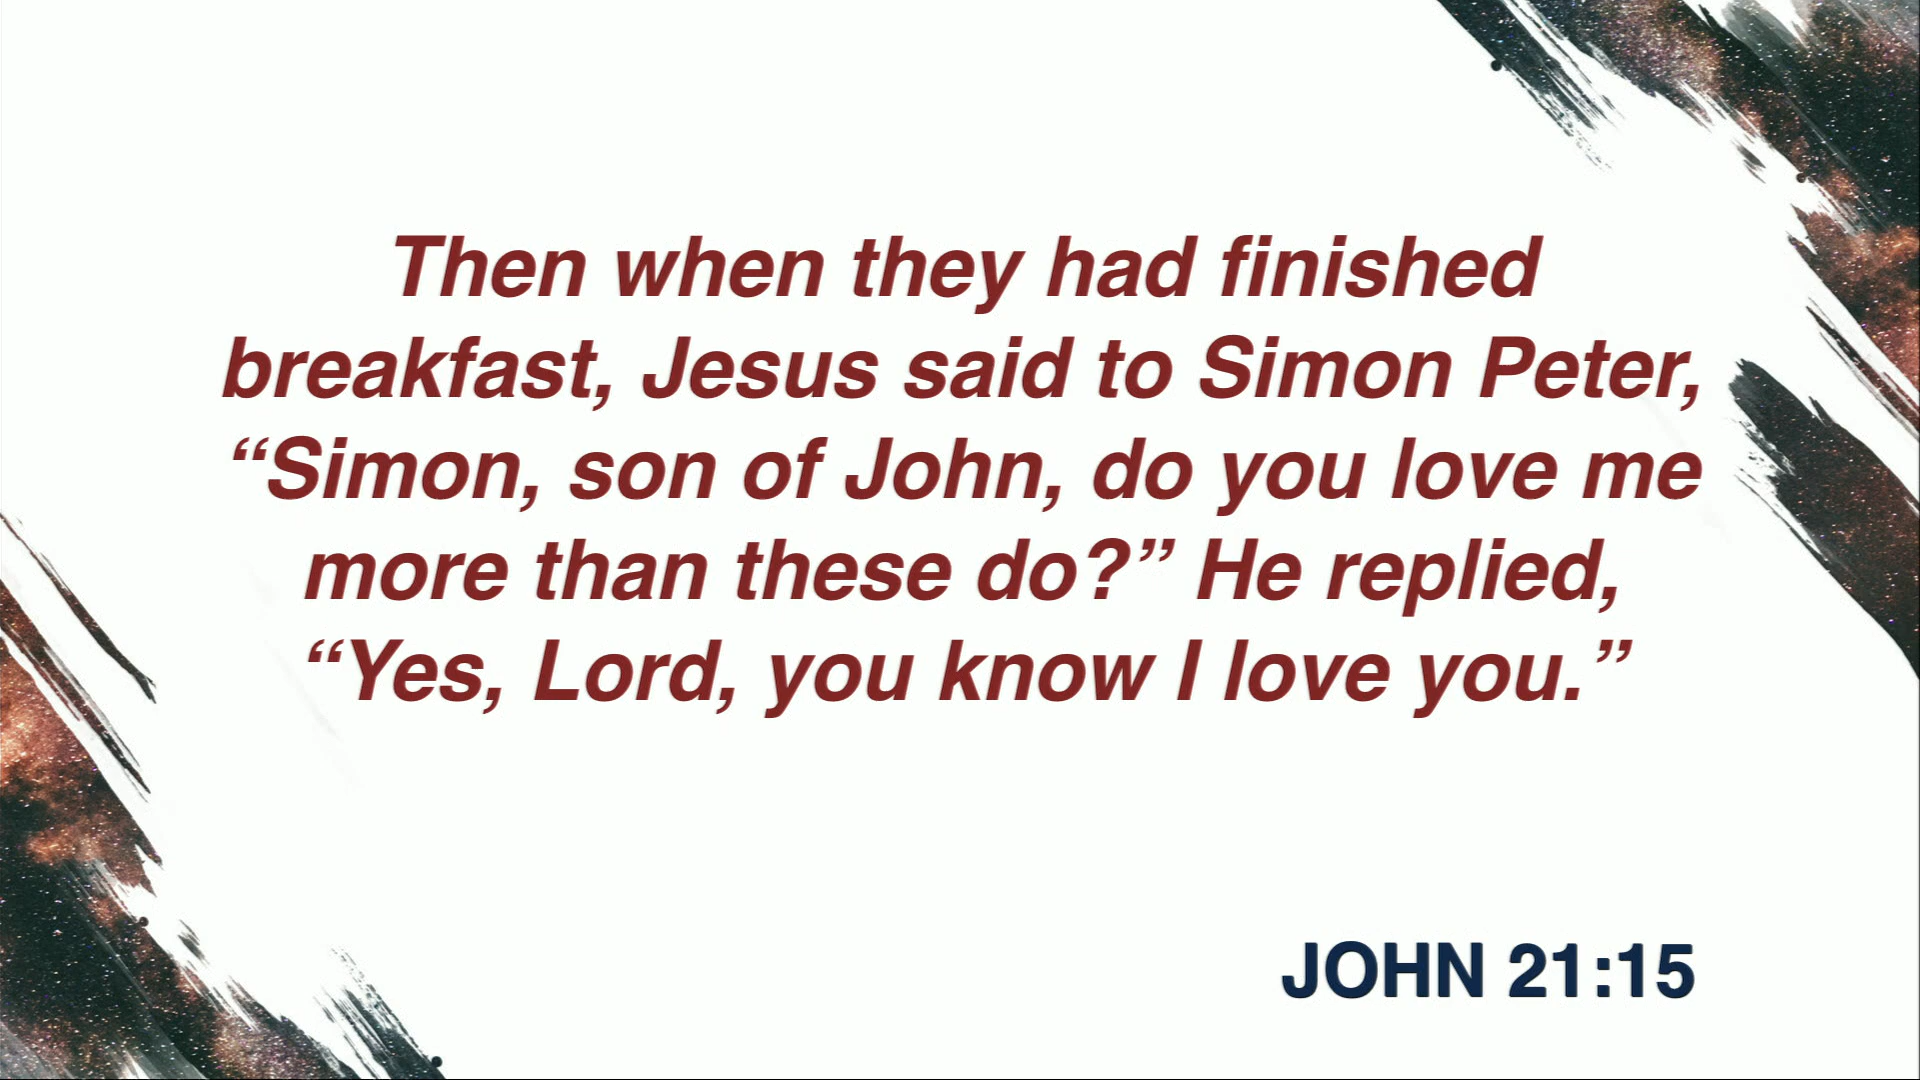 Then when they had finished
breakfast, Jesus said to Simon Peter,
“Simon, son of John, do you love me
more than these do?” He replied,
“Yes, Lord, you know I love you.”
JOHN 21:15